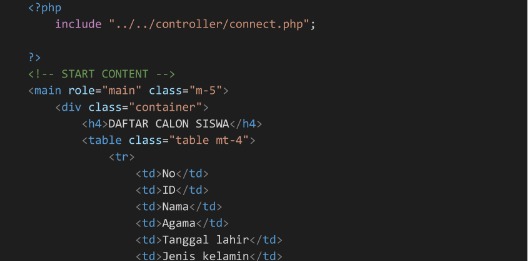 <?php
include "../../controller/connect.php";
?>
<!-- START CONTENT -->
<main role="main" class="m-5">
<div class="container">
<h4>DAFTAR CALON SISWA</h4>
<table class="table mt-4">
<tr>
<td>No</td>
<td>ID</td>
<td>Nama</td>
<td>Agama</td>
<td>Tanggal lahir</td>
<td>Jenis kelamin</td>